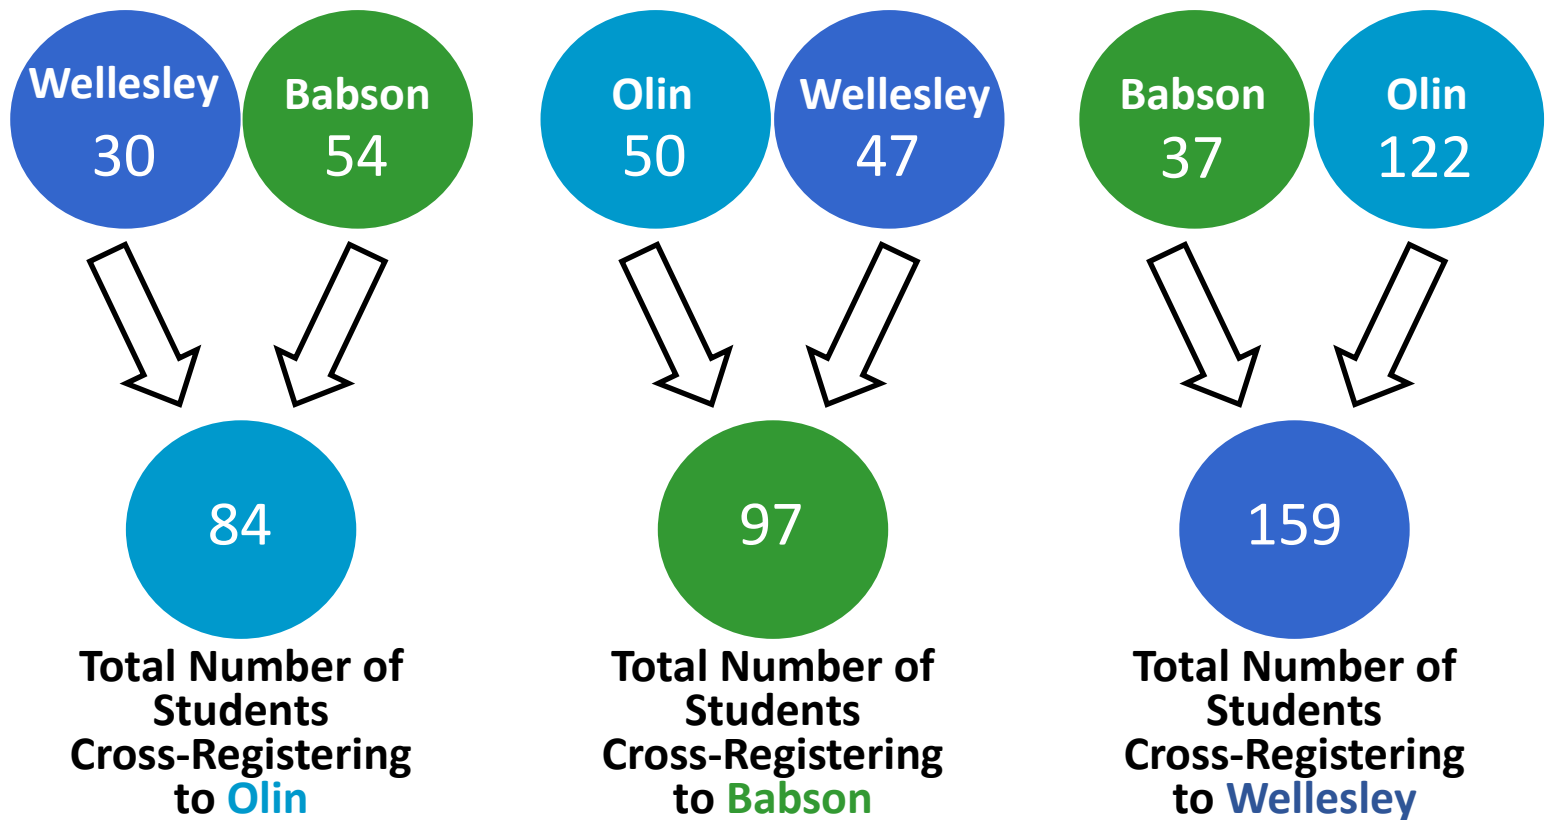 Wellesley
30
Babson
54
Olin
50
Wellesley
47
Babson
37
Olin
122
84
97
159
Total Number of
Students
Cross-Registering
to Olin
Total Number of
Students
Cross-Registering
to Babson
Total Number of
Students
Cross-Registering
to Wellesley